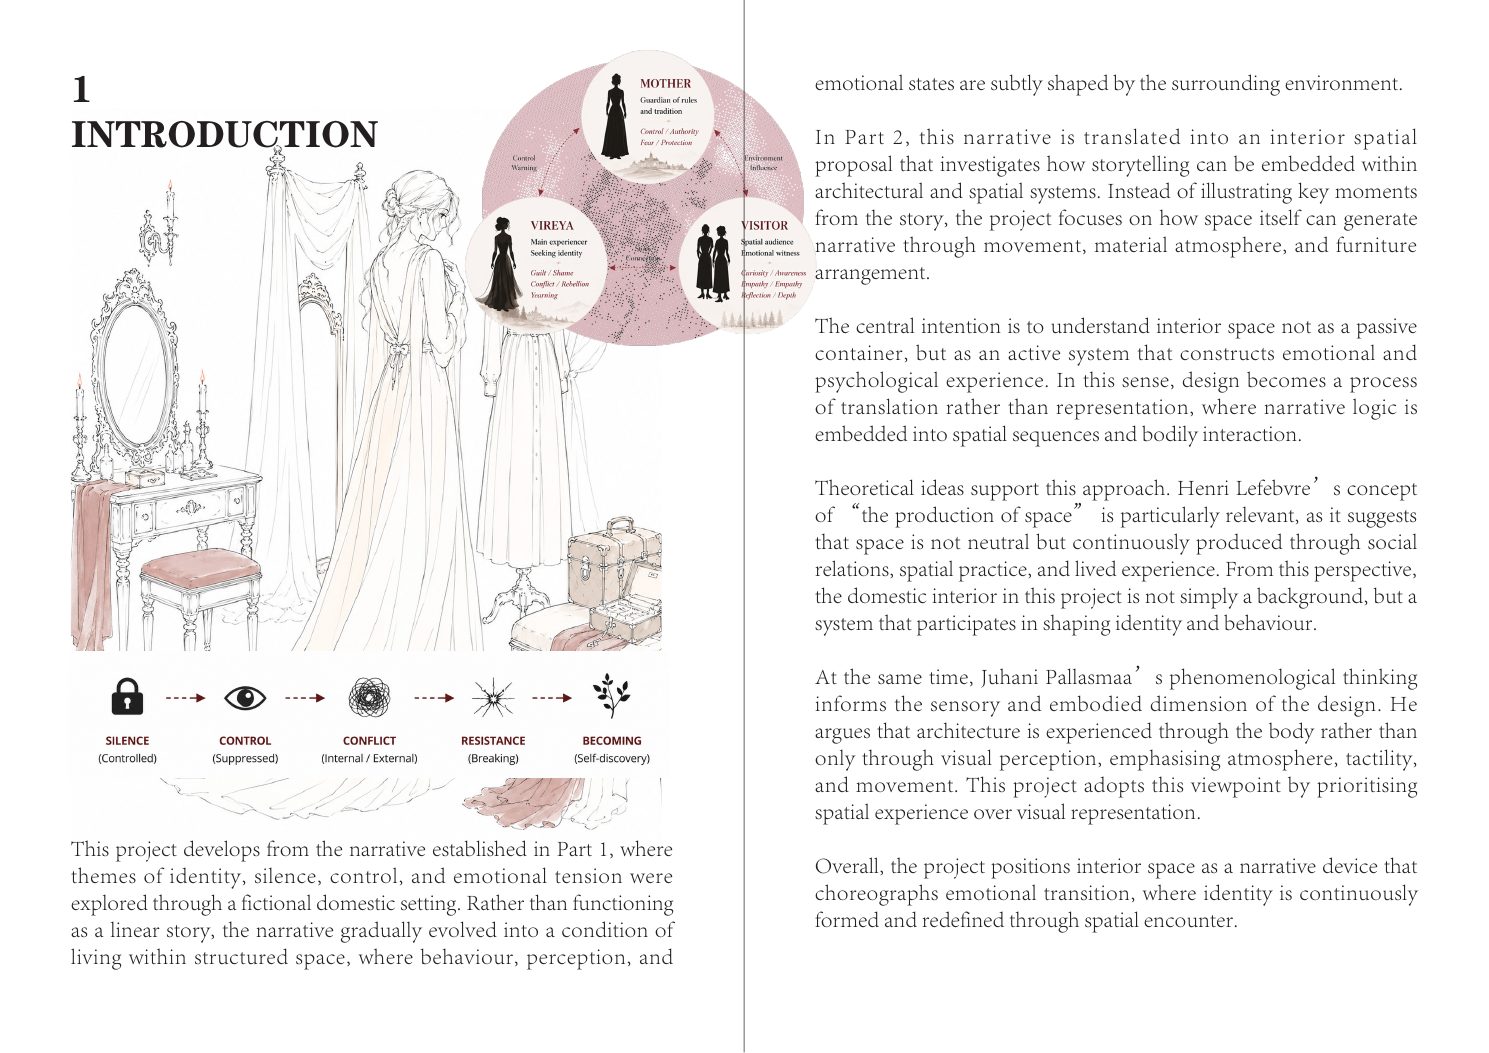 1
INTRODUCTION
MOTHER
Guardian of rules
and tradition
Control / Authority
Fear / Protection
Control
Warning
Environment
Influence
VIREYA
Main experiencer
Seeking identity
Guilt / Shame
Conflict / Rebellion
Yearning
VISITOR
Spatial audience
Emotional witness
Curiosity / Awareness
Empathy / Empathy
Reflection / Depth
SILENCE
(Controlled)
CONTROL
(Suppressed)
CONFLICT
(Internal / External)
RESISTANCE
(Breaking)
BECOMING
(Self-discovery)
This project develops from the narrative established in Part 1, where
themes of identity, silence, control, and emotional tension were
explored through a fictional domestic setting. Rather than functioning
as a linear story, the narrative gradually evolved into a condition of
living within structured space, where behaviour, perception, and
emotional states are subtly shaped by the surrounding environment.
In Part 2, this narrative is translated into an interior spatial
proposal that investigates how storytelling can be embedded within
architectural and spatial systems. Instead of illustrating key moments
from the story, the project focuses on how space itself can generate
narrative through movement, material atmosphere, and furniture
arrangement.
The central intention is to understand interior space not as a passive
container, but as an active system that constructs emotional and
psychological experience. In this sense, design becomes a process
of translation rather than representation, where narrative logic is
embedded into spatial sequences and bodily interaction.
Theoretical ideas support this approach. Henri Lefebvre’s concept
of “the production of space” is particularly relevant, as it suggests
that space is not neutral but continuously produced through social
relations, spatial practice, and lived experience. From this perspective,
the domestic interior in this project is not simply a background, but a
system that participates in shaping identity and behaviour.
At the same time, Juhani Pallasmaa’s phenomenological thinking
informs the sensory and embodied dimension of the design. He
argues that architecture is experienced through the body rather than
only through visual perception, emphasising atmosphere, tactility,
and movement. This project adopts this viewpoint by prioritising
spatial experience over visual representation.
Overall, the project positions interior space as a narrative device that
choreographs emotional transition, where identity is continuously
formed and redefined through spatial encounter.